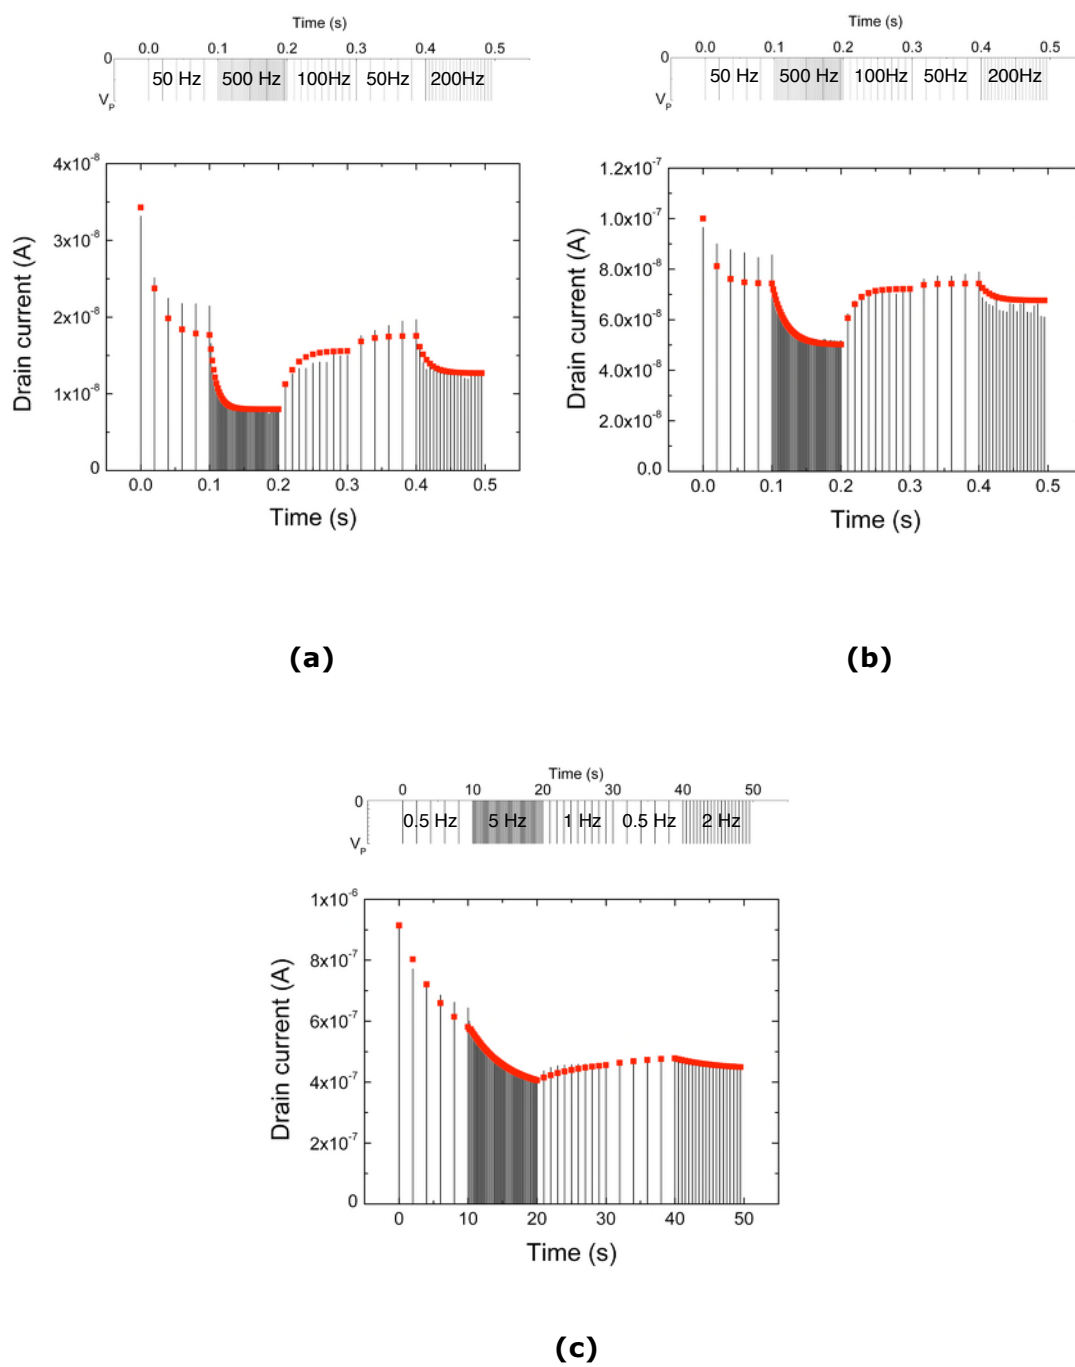 Time (s)
0.0 0.1 0.2 0.3 0.4 0.5
0
50 Hz 500 Hz 100Hz 50Hz 200Hz
V_P
4x10⁻⁸
3x10⁻⁸
2x10⁻⁸
1x10⁻⁸
0
Drain current (A)
0.0 0.1 0.2 0.3 0.4 0.5
Time (s)
(a)
Time (s)
0.0 0.1 0.2 0.3 0.4 0.5
0
50 Hz 500 Hz 100Hz 50Hz 200Hz
V_P
1.2x10⁻⁷
1.0x10⁻⁷
8.0x10⁻⁸
6.0x10⁻⁸
4.0x10⁻⁸
2.0x10⁻⁸
0.0
Drain current (A)
0.0 0.1 0.2 0.3 0.4 0.5
Time (s)
(b)
Time (s)
0 10 20 30 40 50
0
0.5 Hz 5 Hz 1 Hz 0.5 Hz 2 Hz
V_P
1x10⁻⁶
8x10⁻⁷
6x10⁻⁷
4x10⁻⁷
2x10⁻⁷
0
Drain current (A)
0 10 20 30 40 50
Time (s)
(c)